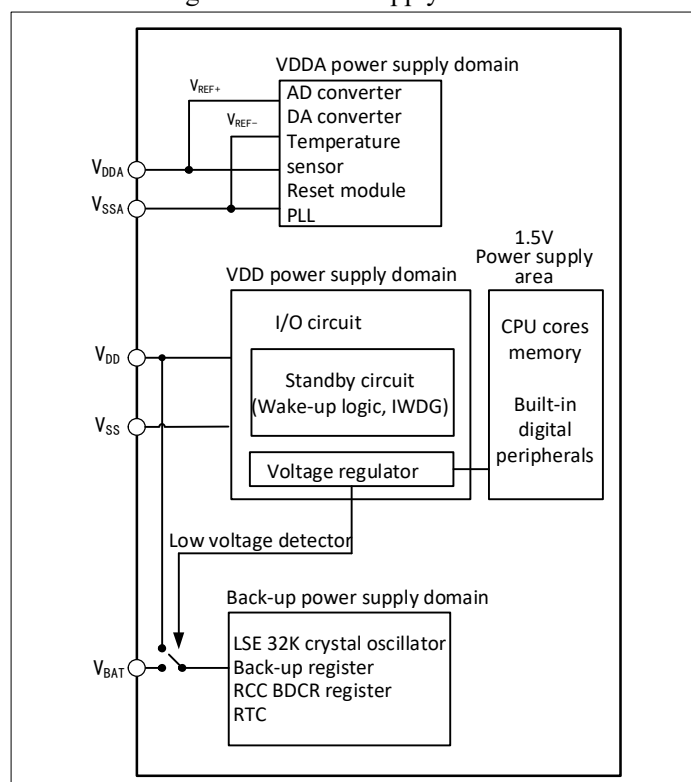 VDDA power supply domain
VREF+
AD converter
DA converter
VREF-
Temperature
sensor
VDDA
Reset module
VSSA
PLL
1.5V
Power supply
area
VDD power supply domain
I/O circuit
CPU cores
memory
VDD
Standby circuit
(Wake-up logic, IWDG)
Built-in
digital
peripherals
VSS
Voltage regulator
Low voltage detector
Back-up power supply domain
LSE 32K crystal oscillator
VBAT
Back-up register
RCC BDCR register
RTC